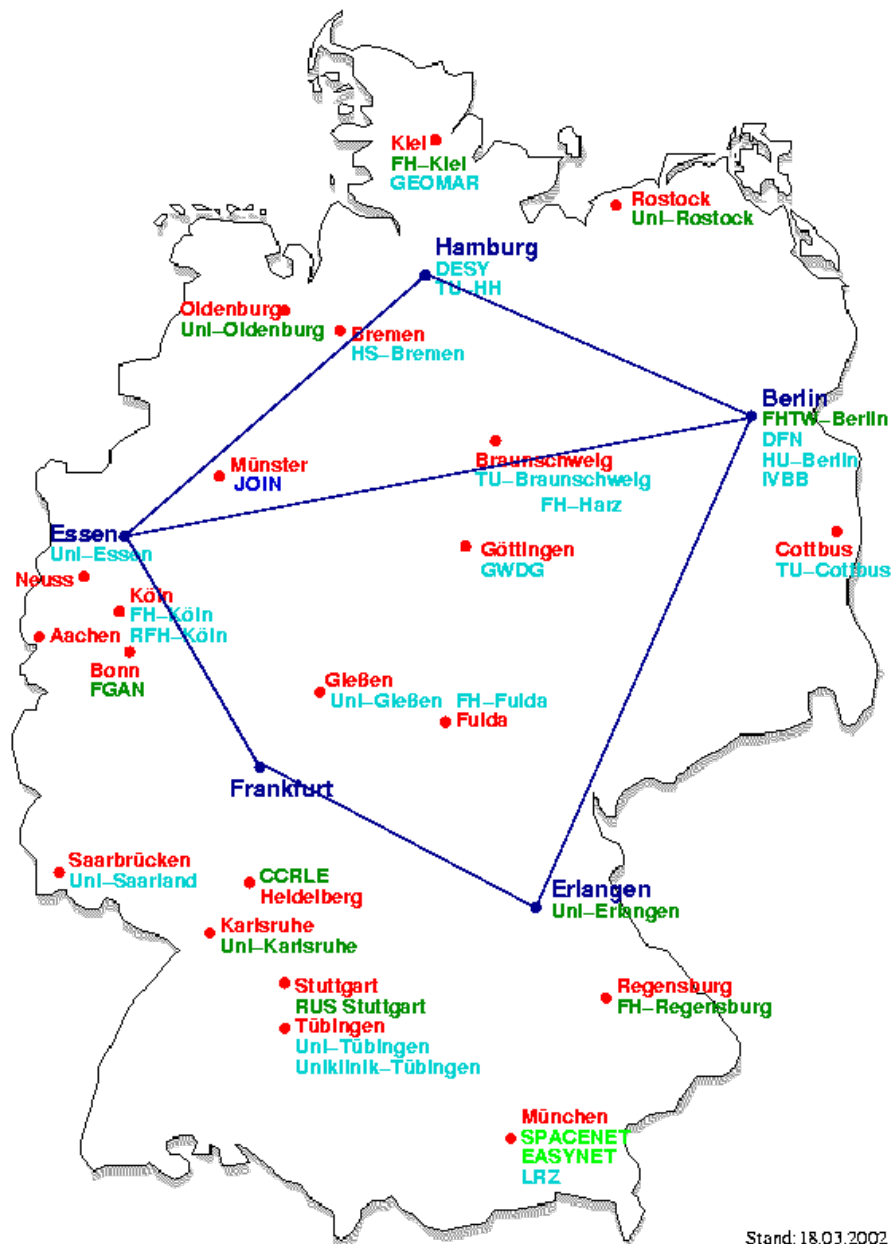 Kiel
FH-Kiel
GEOMAR
Rostock
Uni-Rostock
Hamburg
DESY
TU-HH
Oldenburg
Uni-Oldenburg
Bremen
HS-Bremen
Berlin
FHTW-Berlin
DFN
HU-Berlin
IVBB
Braunschweig
TU-Braunschweig
FH-Harz
Münster
JOIN
Essen
Uni-Essen
Göttingen
GWDG
Cottbus
TU-Cottbus
Neuss
Köln
FH-Köln
RFH-Köln
Aachen
Bonn
FGAN
Gießen
Uni-Gießen
FH-Fulda
Fulda
Frankfurt
Saarbrücken
Uni-Saarland
CCRLE
Heidelberg
Erlangen
Uni-Erlangen
Karlsruhe
Uni-Karlsruhe
Stuttgart
RUS Stuttgart
Regensburg
FH-Regensburg
Tübingen
Uni-Tübingen
Uniklinik-Tübingen
München
SPACENET
EASYNET
LRZ
Stand: 18.03.2002